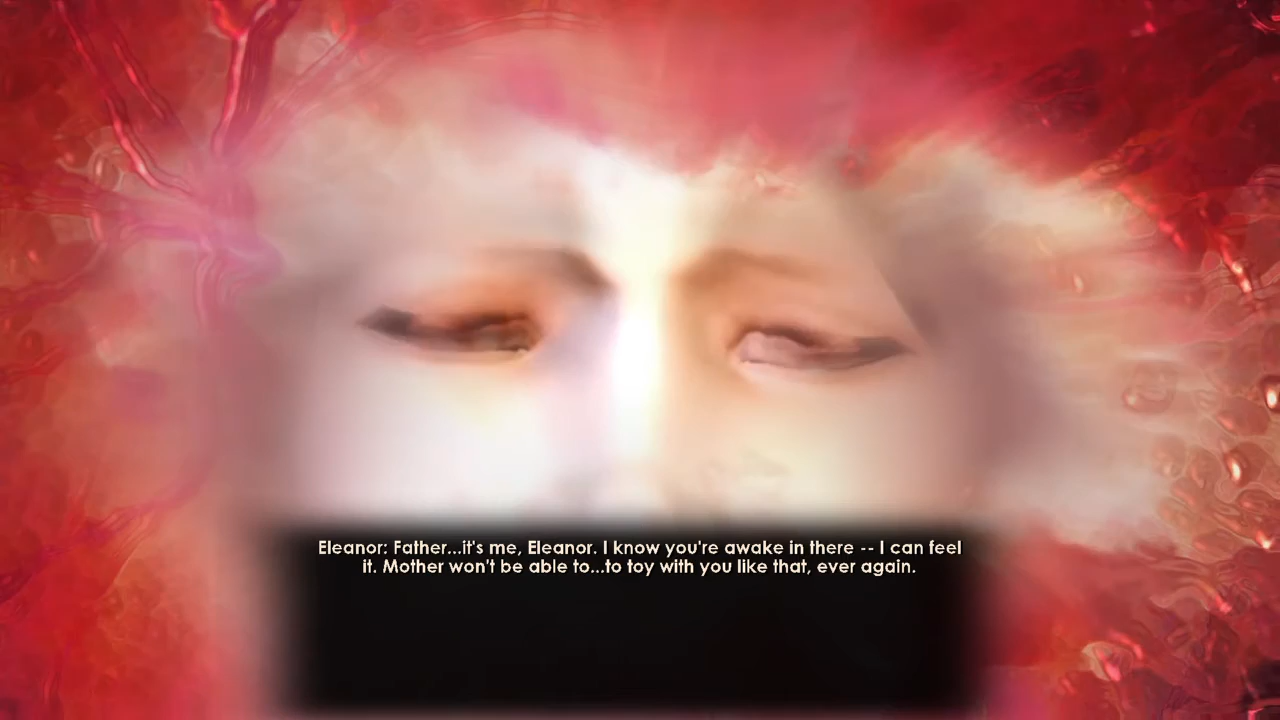 Eleanor: Father...it's me, Eleanor. I know you're awake in there -- I can feel
it. Mother won't be able to...to toy with you like that, ever again.